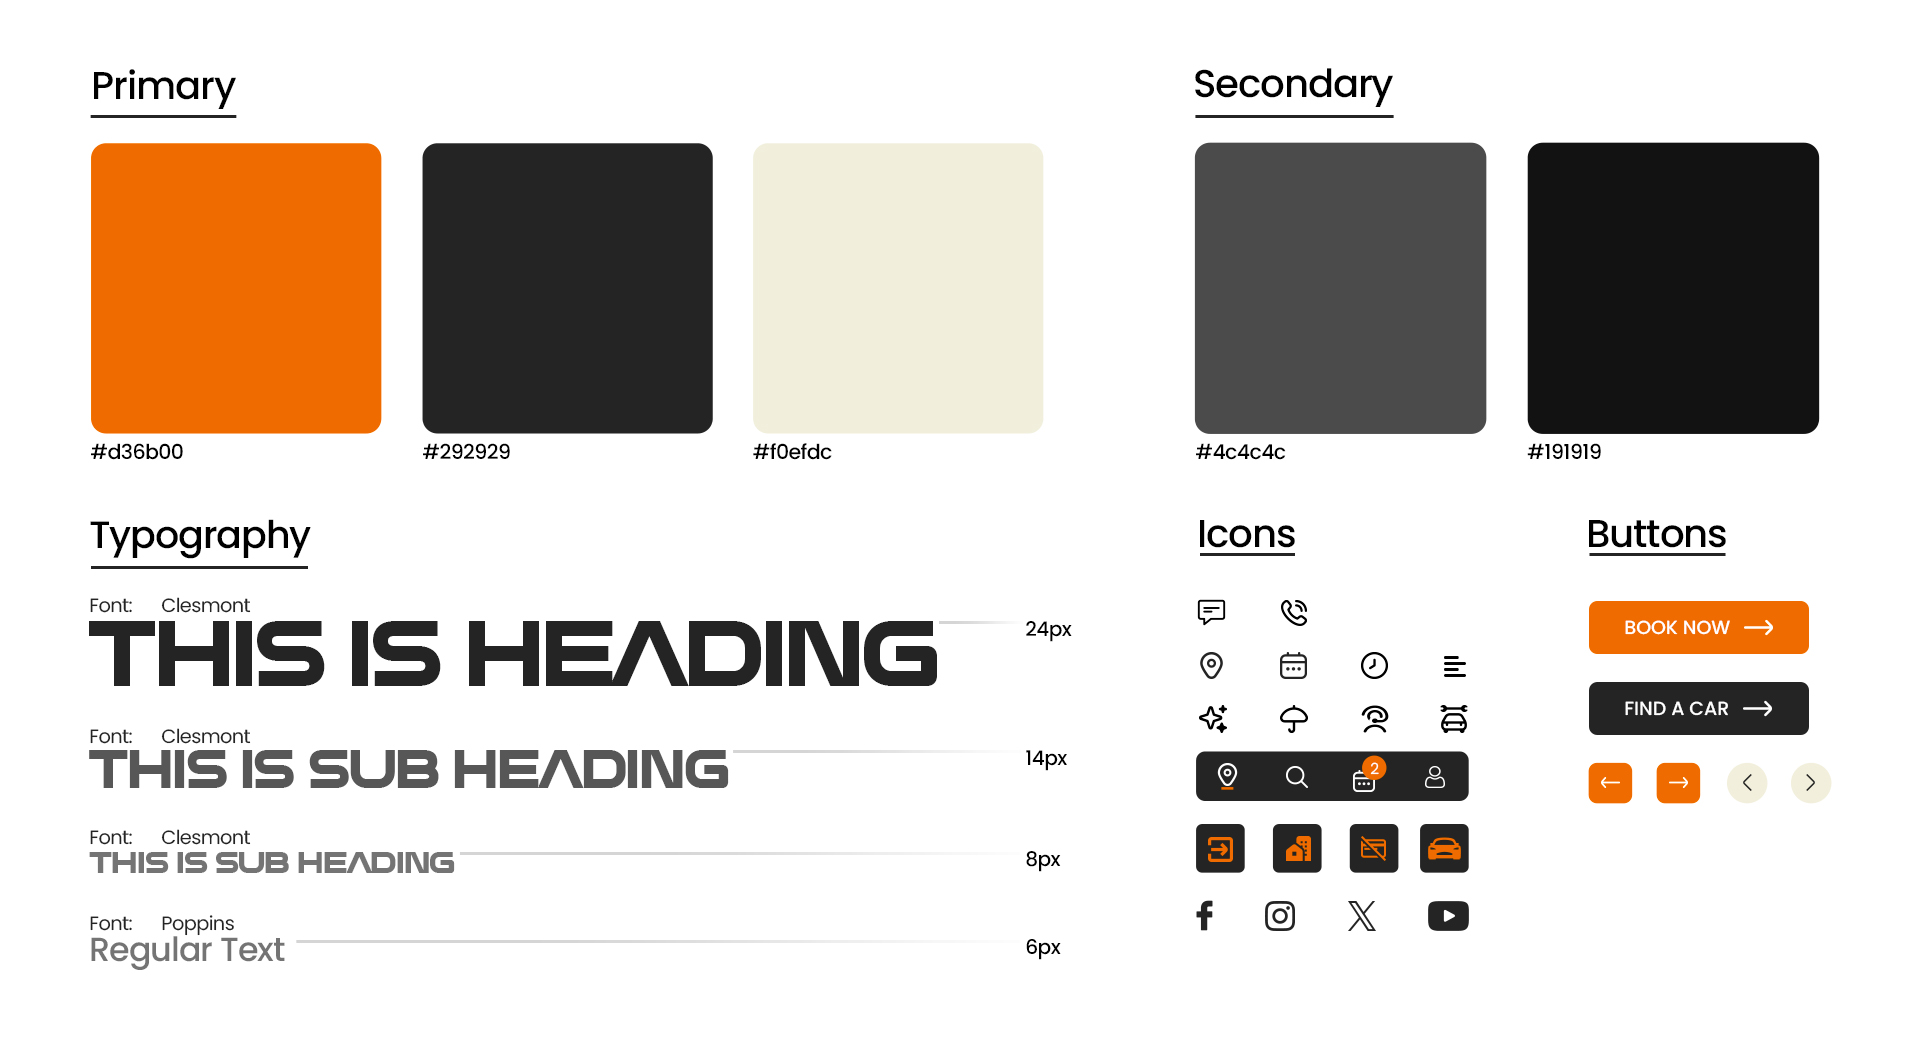 Primary
Secondary
#d36b00
#292929
#f0efdc
#4c4c4c
#191919
Typography
Icons
Buttons
Font: Clesmont
THIS IS HEADING
24px
Font: Clesmont
THIS IS SUB HEADING
14px
Font: Clesmont
THIS IS SUB HEADING
8px
Font: Poppins
Regular Text
6px
2
BOOK NOW
FIND A CAR